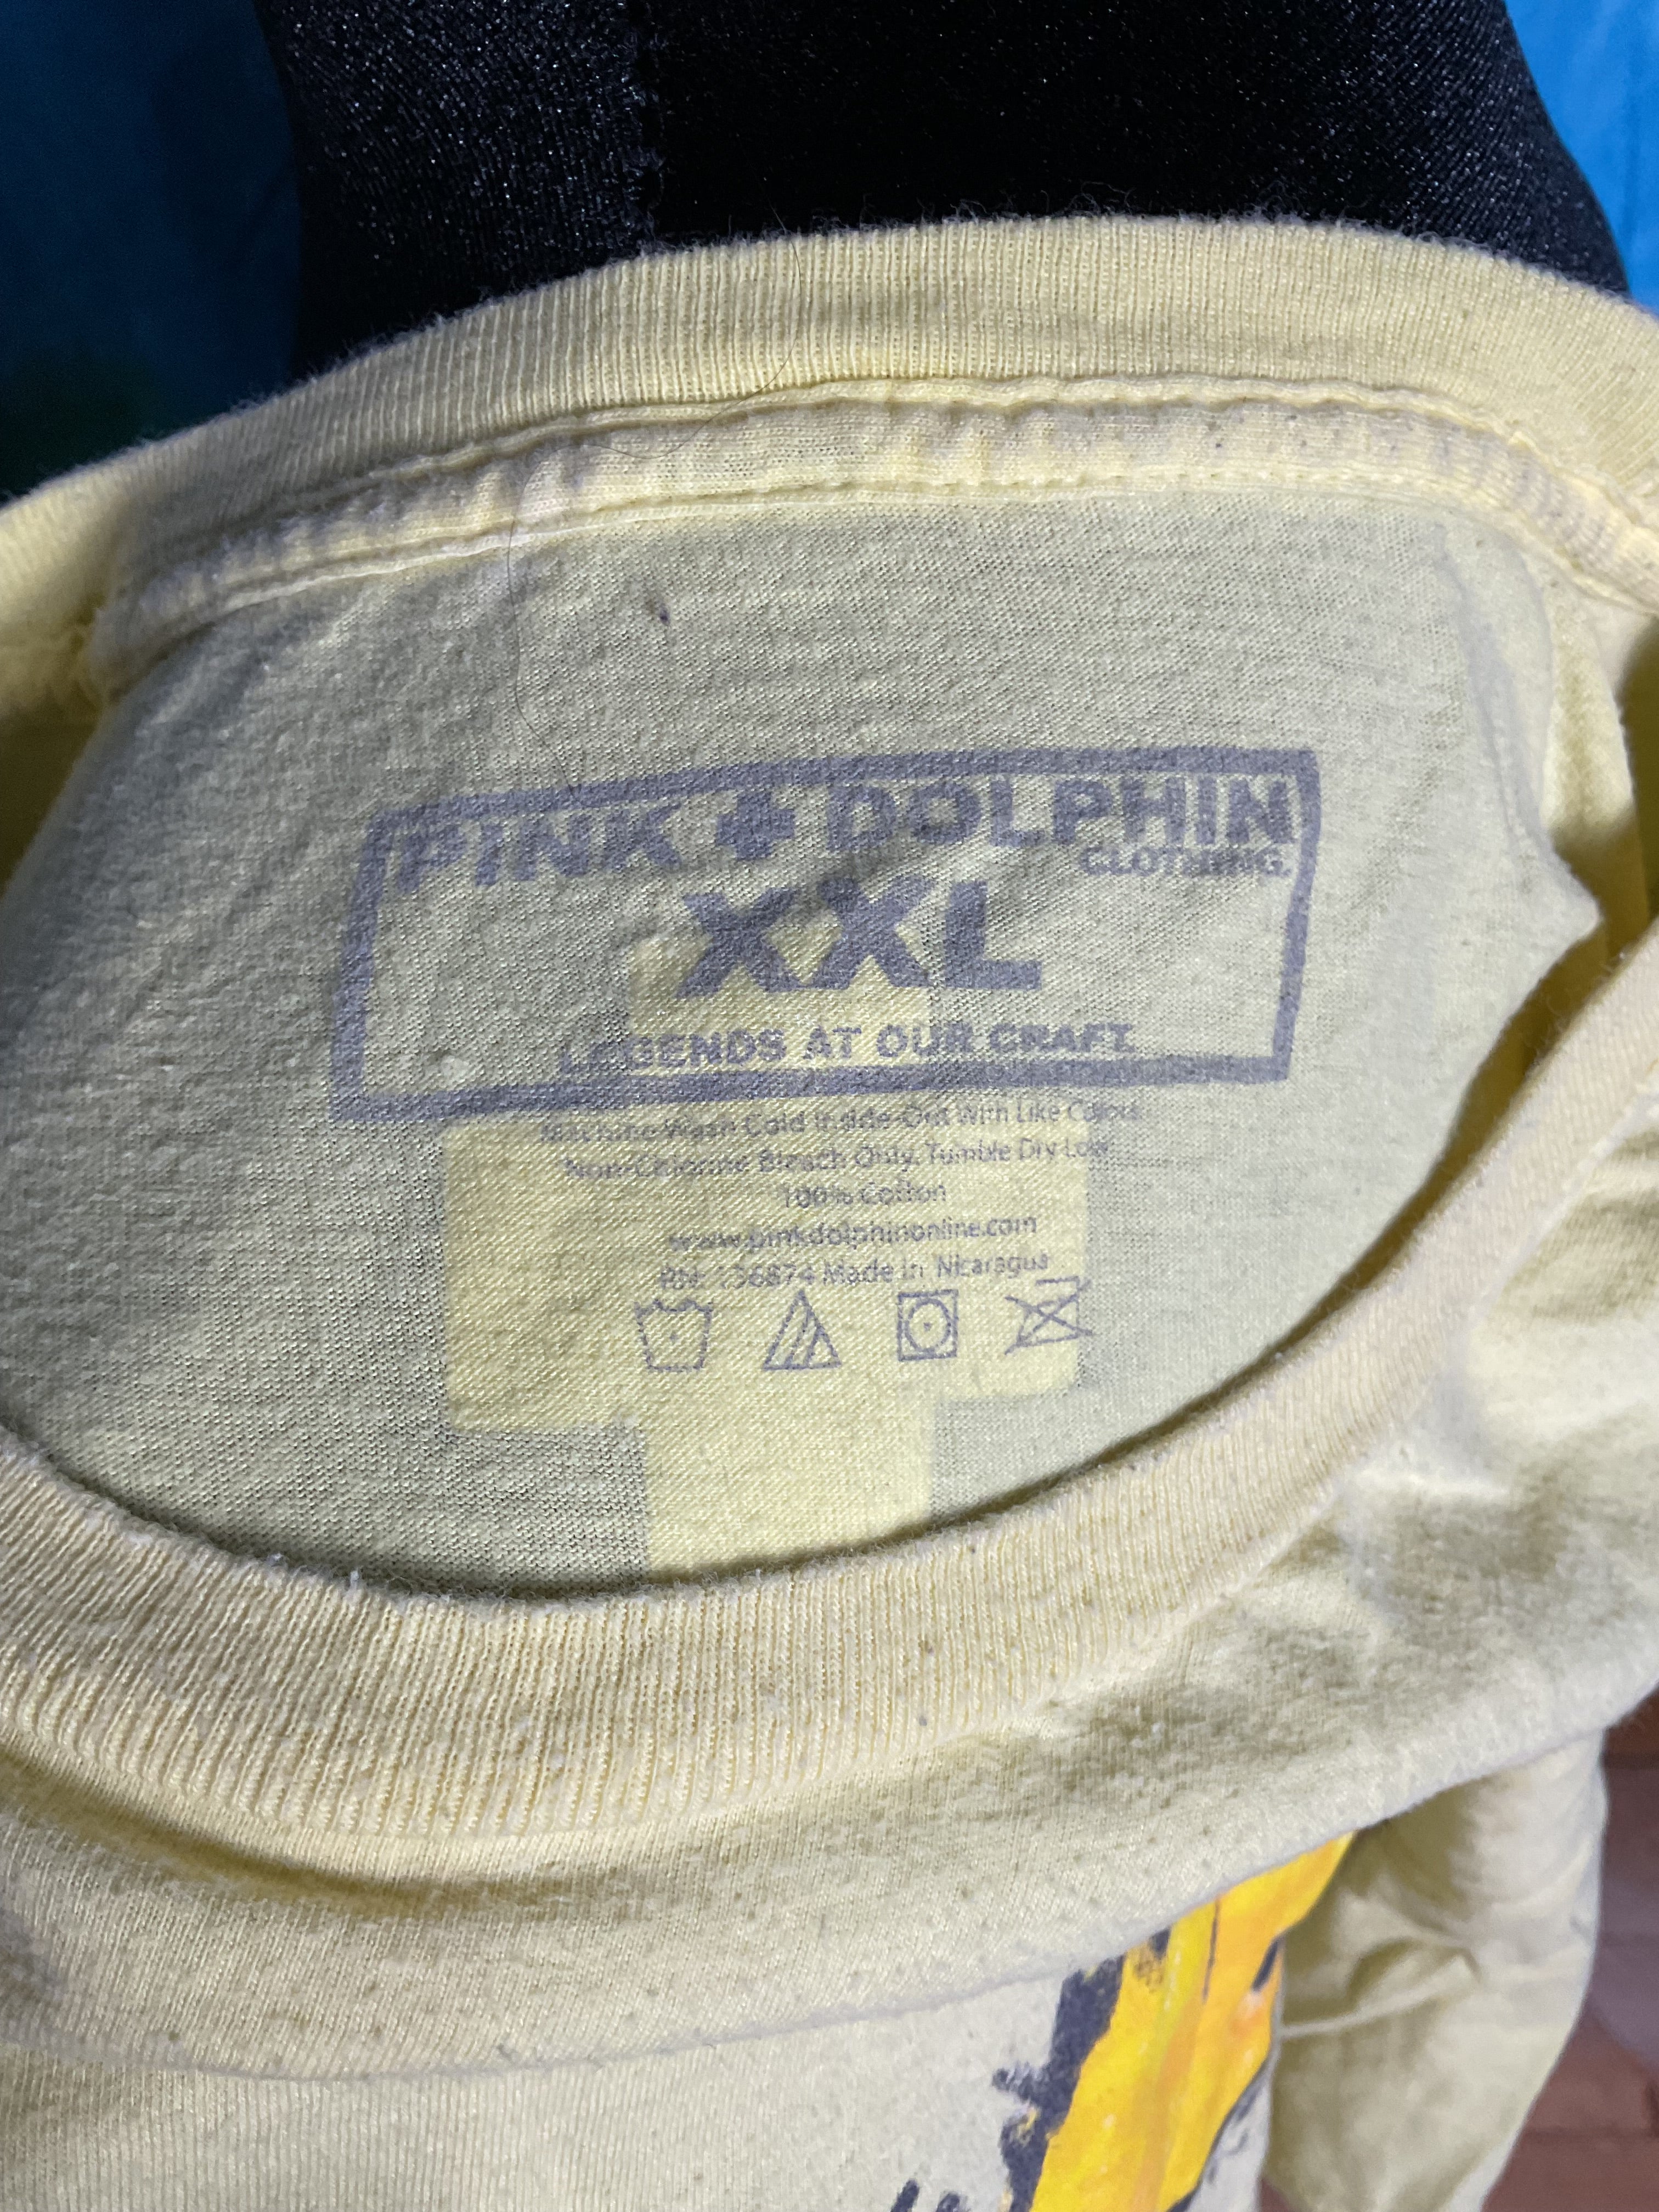 PINK + DOLPHIN
CLOTHING.
XXL
LEGENDS AT OUR CRAFT
Machine Wash Cold Inside-Out With Like Colors
Non-Chlorine Bleach Only. Tumble Dry Low
100% Cotton
www.pinkdolphinonline.com
RN: 136874 Made in Nicaragua